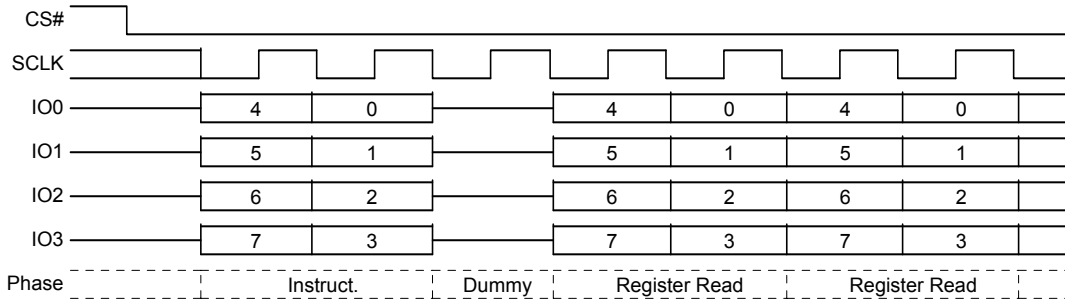 CS#
SCLK
IO0 4 0 4 0 4 0
IO1 5 1 5 1 5 1
IO2 6 2 6 2 6 2
IO3 7 3 7 3 7 3
Phase Instruct. Dummy Register Read Register Read